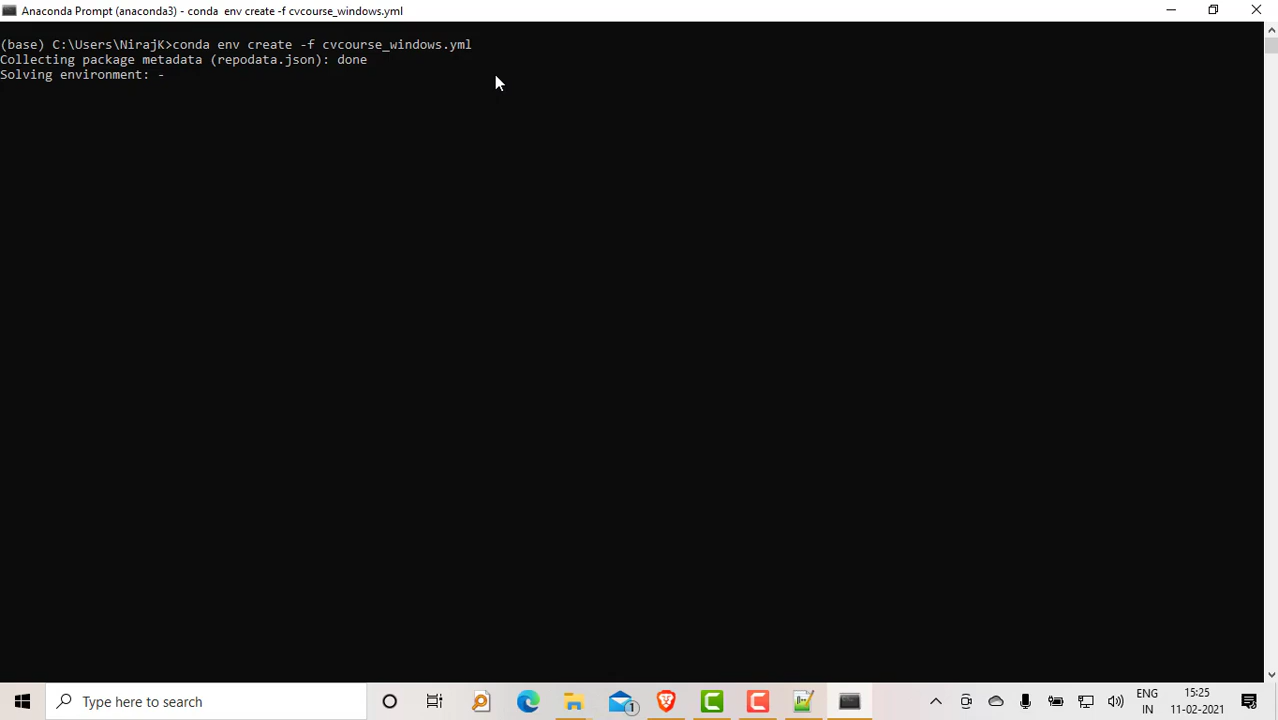 Anaconda Prompt (anaconda3) - conda  env create -f cvcourse_windows.yml
(base) C:\Users\NirajK>conda env create -f cvcourse_windows.yml
Collecting package metadata (repodata.json): done
Solving environment: -
Type here to search
1
ENG
IN
15:25
11-02-2021